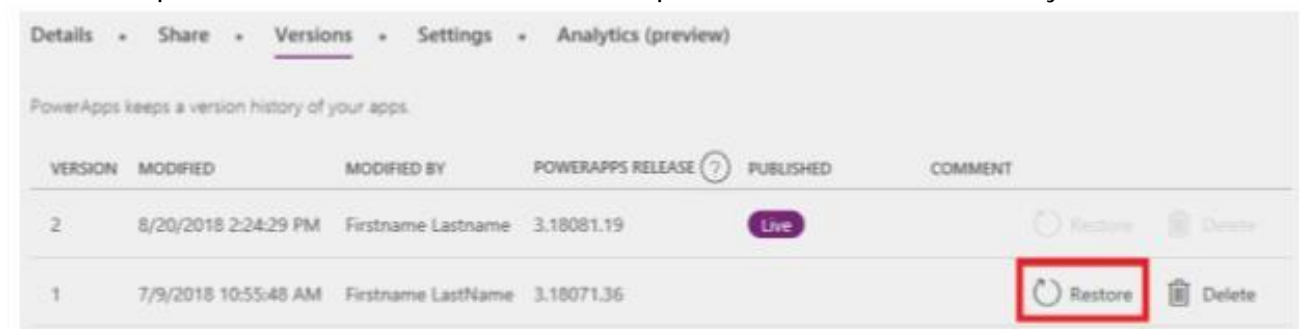 Details • Share • Versions • Settings • Analytics (preview)
PowerApps keeps a version history of your apps.
VERSION MODIFIED MODIFIED BY POWERAPPS RELEASE ? PUBLISHED COMMENT
2 8/20/2018 2:24:29 PM Firstname Lastname 3.18081.19 Live Restore Delete
1 7/9/2018 10:55:48 AM Firstname LastName 3.18071.36 Restore Delete